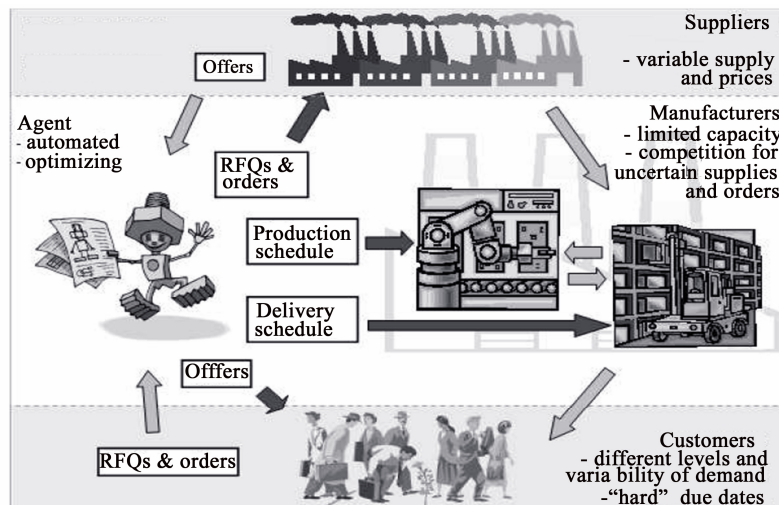 Suppliers
- variable supply
and prices
Offers
Agent
- automated
- optimizing
RFQs &
orders
Manufacturers
- limited capacity
- competition for
uncertain supplies
and orders
Production
schedule
Delivery
schedule
Offfers
RFQs & orders
Customers
- different levels and
varia bility of demand
-“hard” due dates